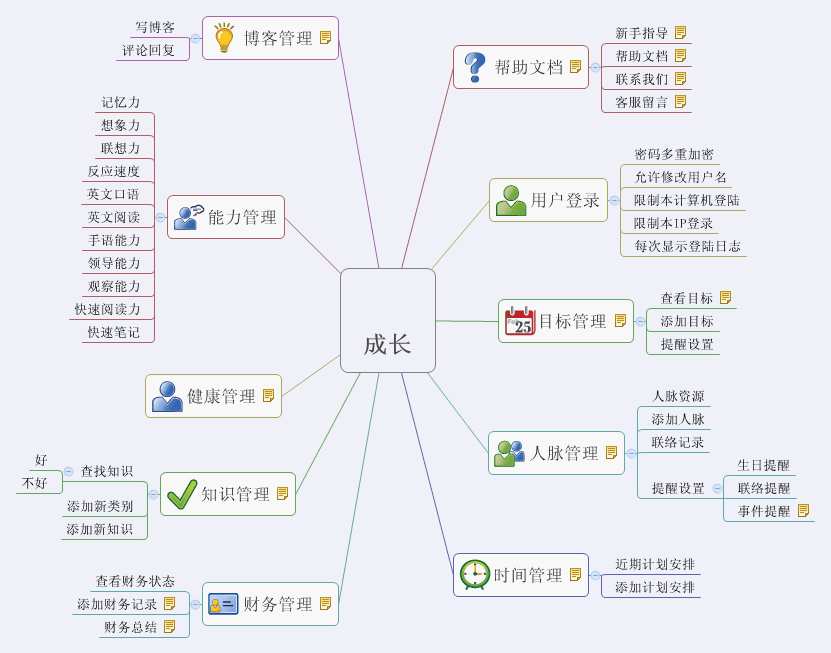 成长
帮助文档
新手指导
帮助文档
联系我们
客服留言
用户登录
密码多重加密
允许修改用户名
限制本计算机登陆
限制本IP登录
每次显示登陆日志
25
目标管理
查看目标
添加目标
提醒设置
人脉管理
人脉资源
添加人脉
联络记录
提醒设置
生日提醒
联络提醒
事件提醒
时间管理
近期计划安排
添加计划安排
财务管理
查看财务状态
添加财务记录
财务总结
知识管理
查找知识
好
不好
添加新类别
添加新知识
健康管理
能力管理
记忆力
想象力
联想力
反应速度
英文口语
英文阅读
手语能力
领导能力
观察能力
快速阅读力
快速笔记
博客管理
写博客
评论回复